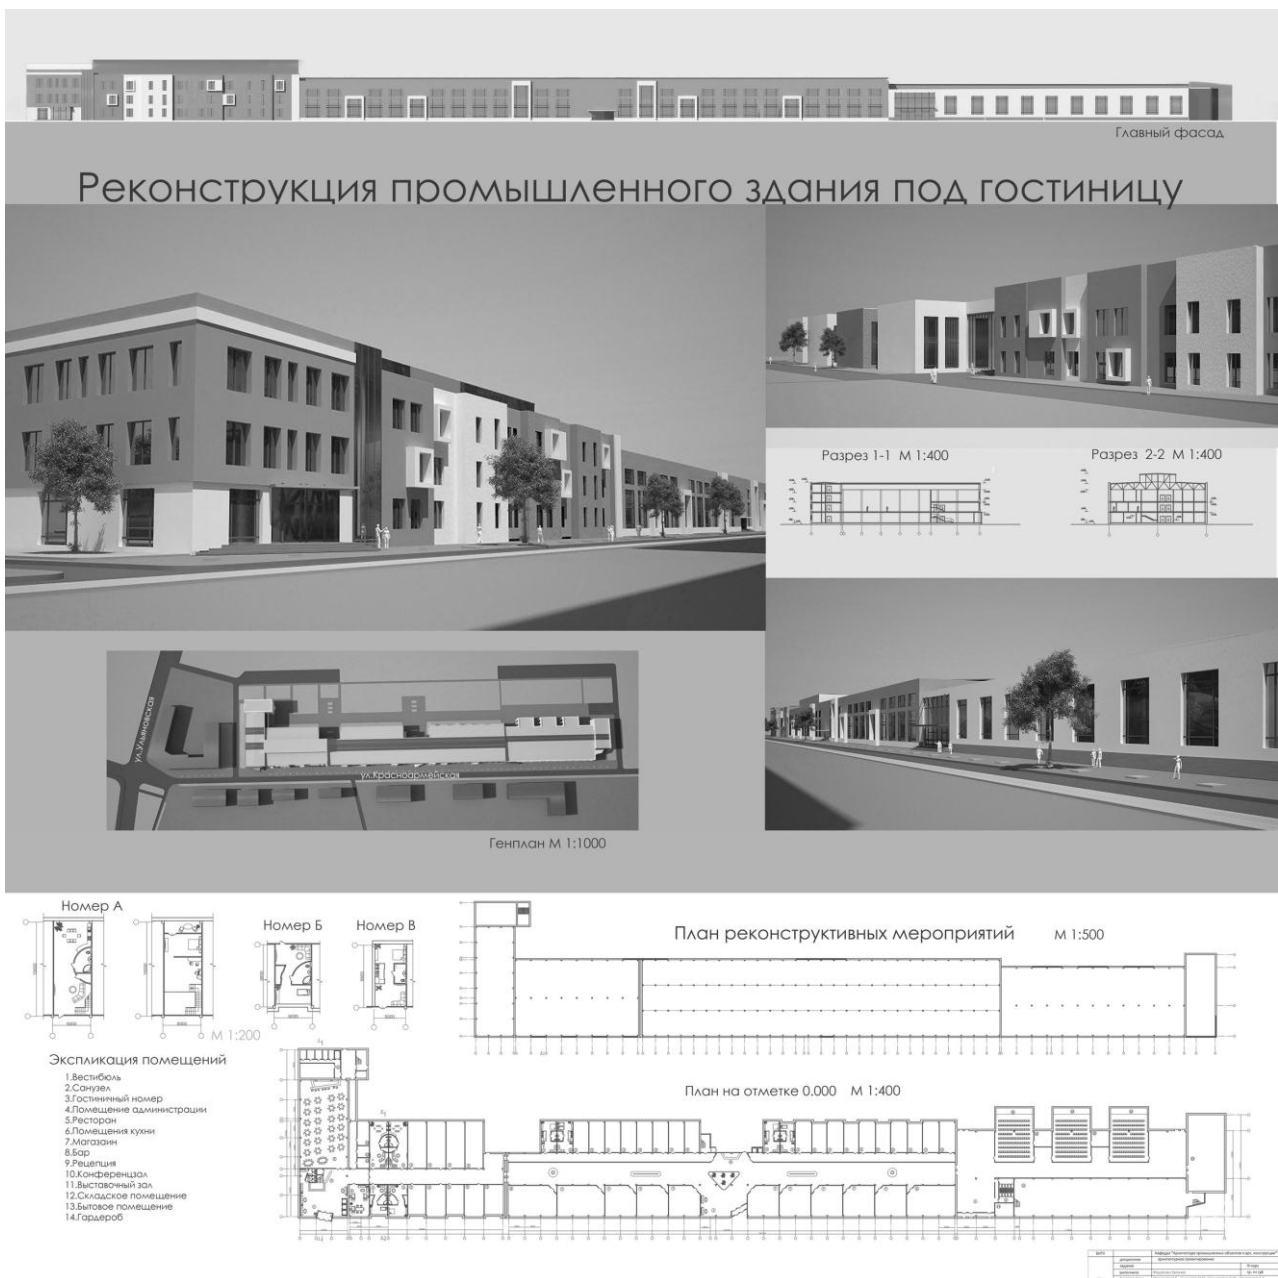 Главный фасад
Реконструкция промышленного здания под гостиницу
Разрез 1-1 М 1:400
Разрез 2-2 М 1:400
ул.Ульяновская
ул.Красноармейская
Генплан М 1:1000
Номер А
Номер Б
Номер В
М 1:200
План реконструктивных мероприятий М 1:500
Экспликация помещений
1.Вестибюль
2.Санузел
3.Гостиничный номер
4.Помещение администрации
5.Ресторан
6.Помещения кухни
7.Магазаин
8.Бар
9.Рецепция
10.Конференцзал
11.Выставочный зал
12.Складское помещение
13.Бытовое помещение
14.Гардероб
План на отметке 0.000 М 1:400